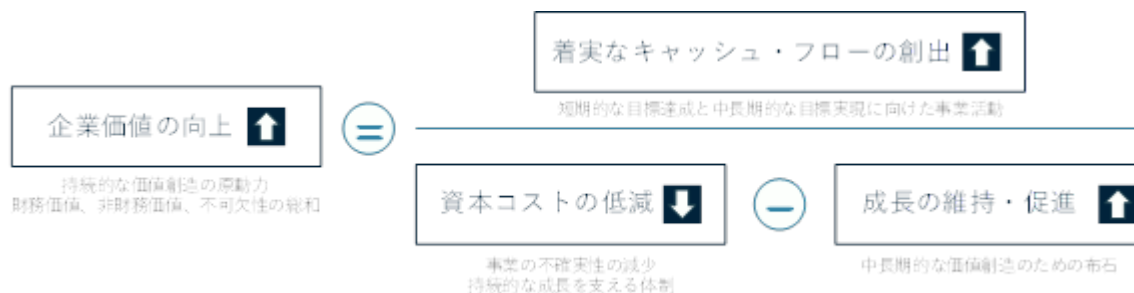 着実なキャッシュ・フローの創出
短期的な目標達成と中長期的な目標実現に向けた事業活動
企業価値の向上
=
持続的な価値創造の原動力
財務価値、非財務価値、不可欠性の総和
資本コストの低減
−
成長の維持・促進
事業の不確実性の減少
持続的な成長を支える体制
中長期的な価値創造のための布石